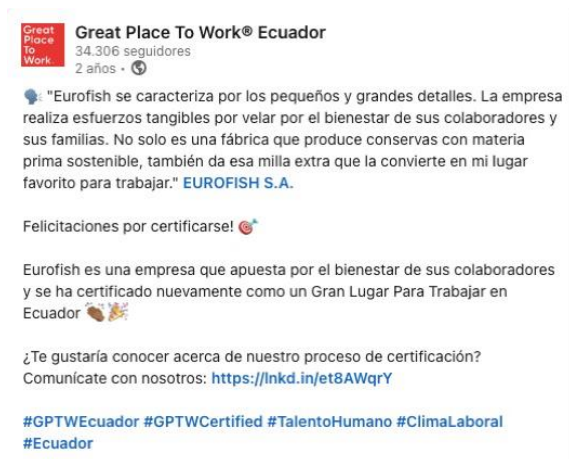 Great
Place
To
Work.
Great Place To Work® Ecuador
34.306 seguidores
2 años •
"Eurofish se caracteriza por los pequeños y grandes detalles. La empresa
realiza esfuerzos tangibles por velar por el bienestar de sus colaboradores y
sus familias. No solo es una fábrica que produce conservas con materia
prima sostenible, también da esa milla extra que la convierte en mi lugar
favorito para trabajar." EUROFISH S.A.
Felicitaciones por certificarse!
Eurofish es una empresa que apuesta por el bienestar de sus colaboradores
y se ha certificado nuevamente como un Gran Lugar Para Trabajar en
Ecuador
¿Te gustaría conocer acerca de nuestro proceso de certificación?
Comunícate con nosotros: https://lnkd.in/et8AWqrY
#GPTWEcuador #GPTWCertified #TalentoHumano #ClimaLaboral
#Ecuador